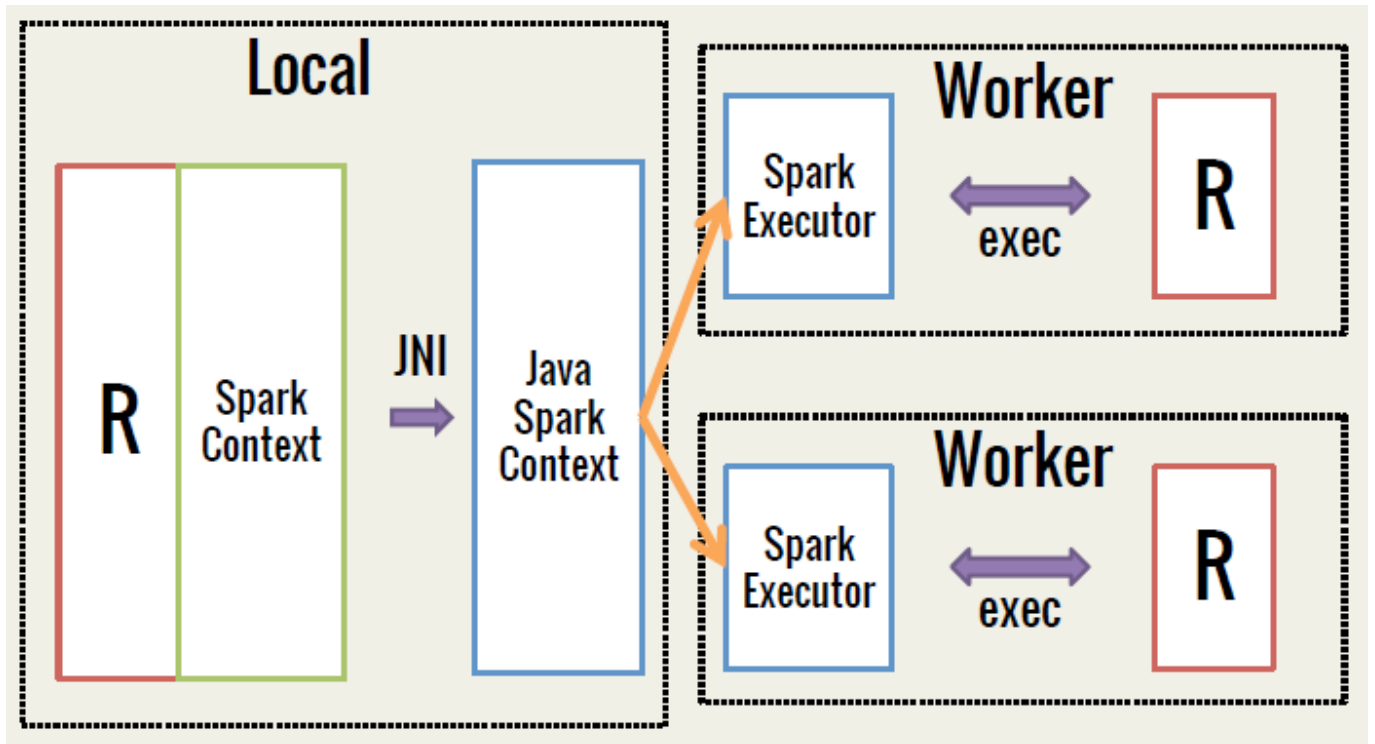 Local
R
Spark
Context
JNI
Java
Spark
Context
Worker
Spark
Executor
exec
R
Worker
Spark
Executor
exec
R